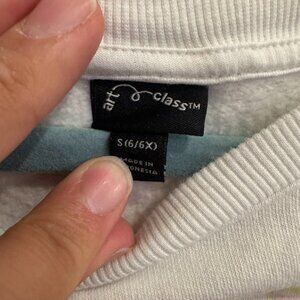 art class™
S (6/6X)
MADE IN
INDONESIA